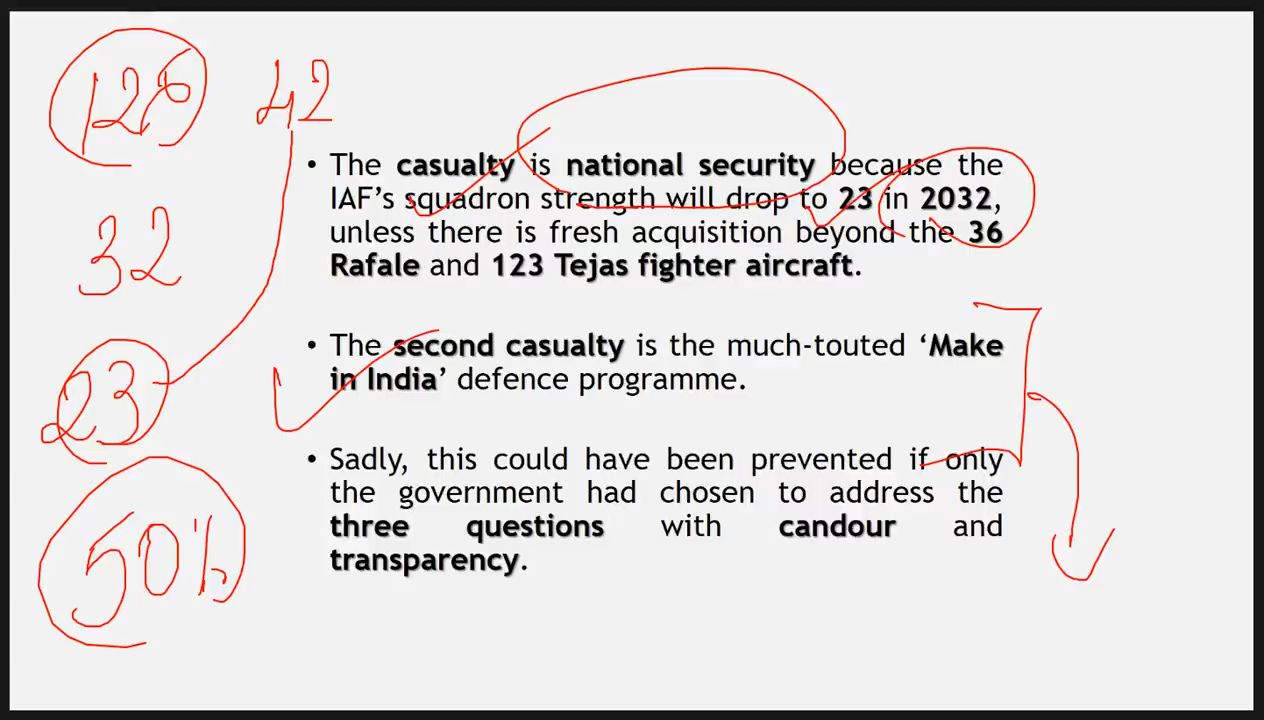 126 42
32
23
50%
• The casualty is national security because the
IAF’s squadron strength will drop to 23 in 2032,
unless there is fresh acquisition beyond the 36
Rafale and 123 Tejas fighter aircraft.
• The second casualty is the much-touted ‘Make
in India’ defence programme.
• Sadly, this could have been prevented if only
the government had chosen to address the
three questions with candour and
transparency.